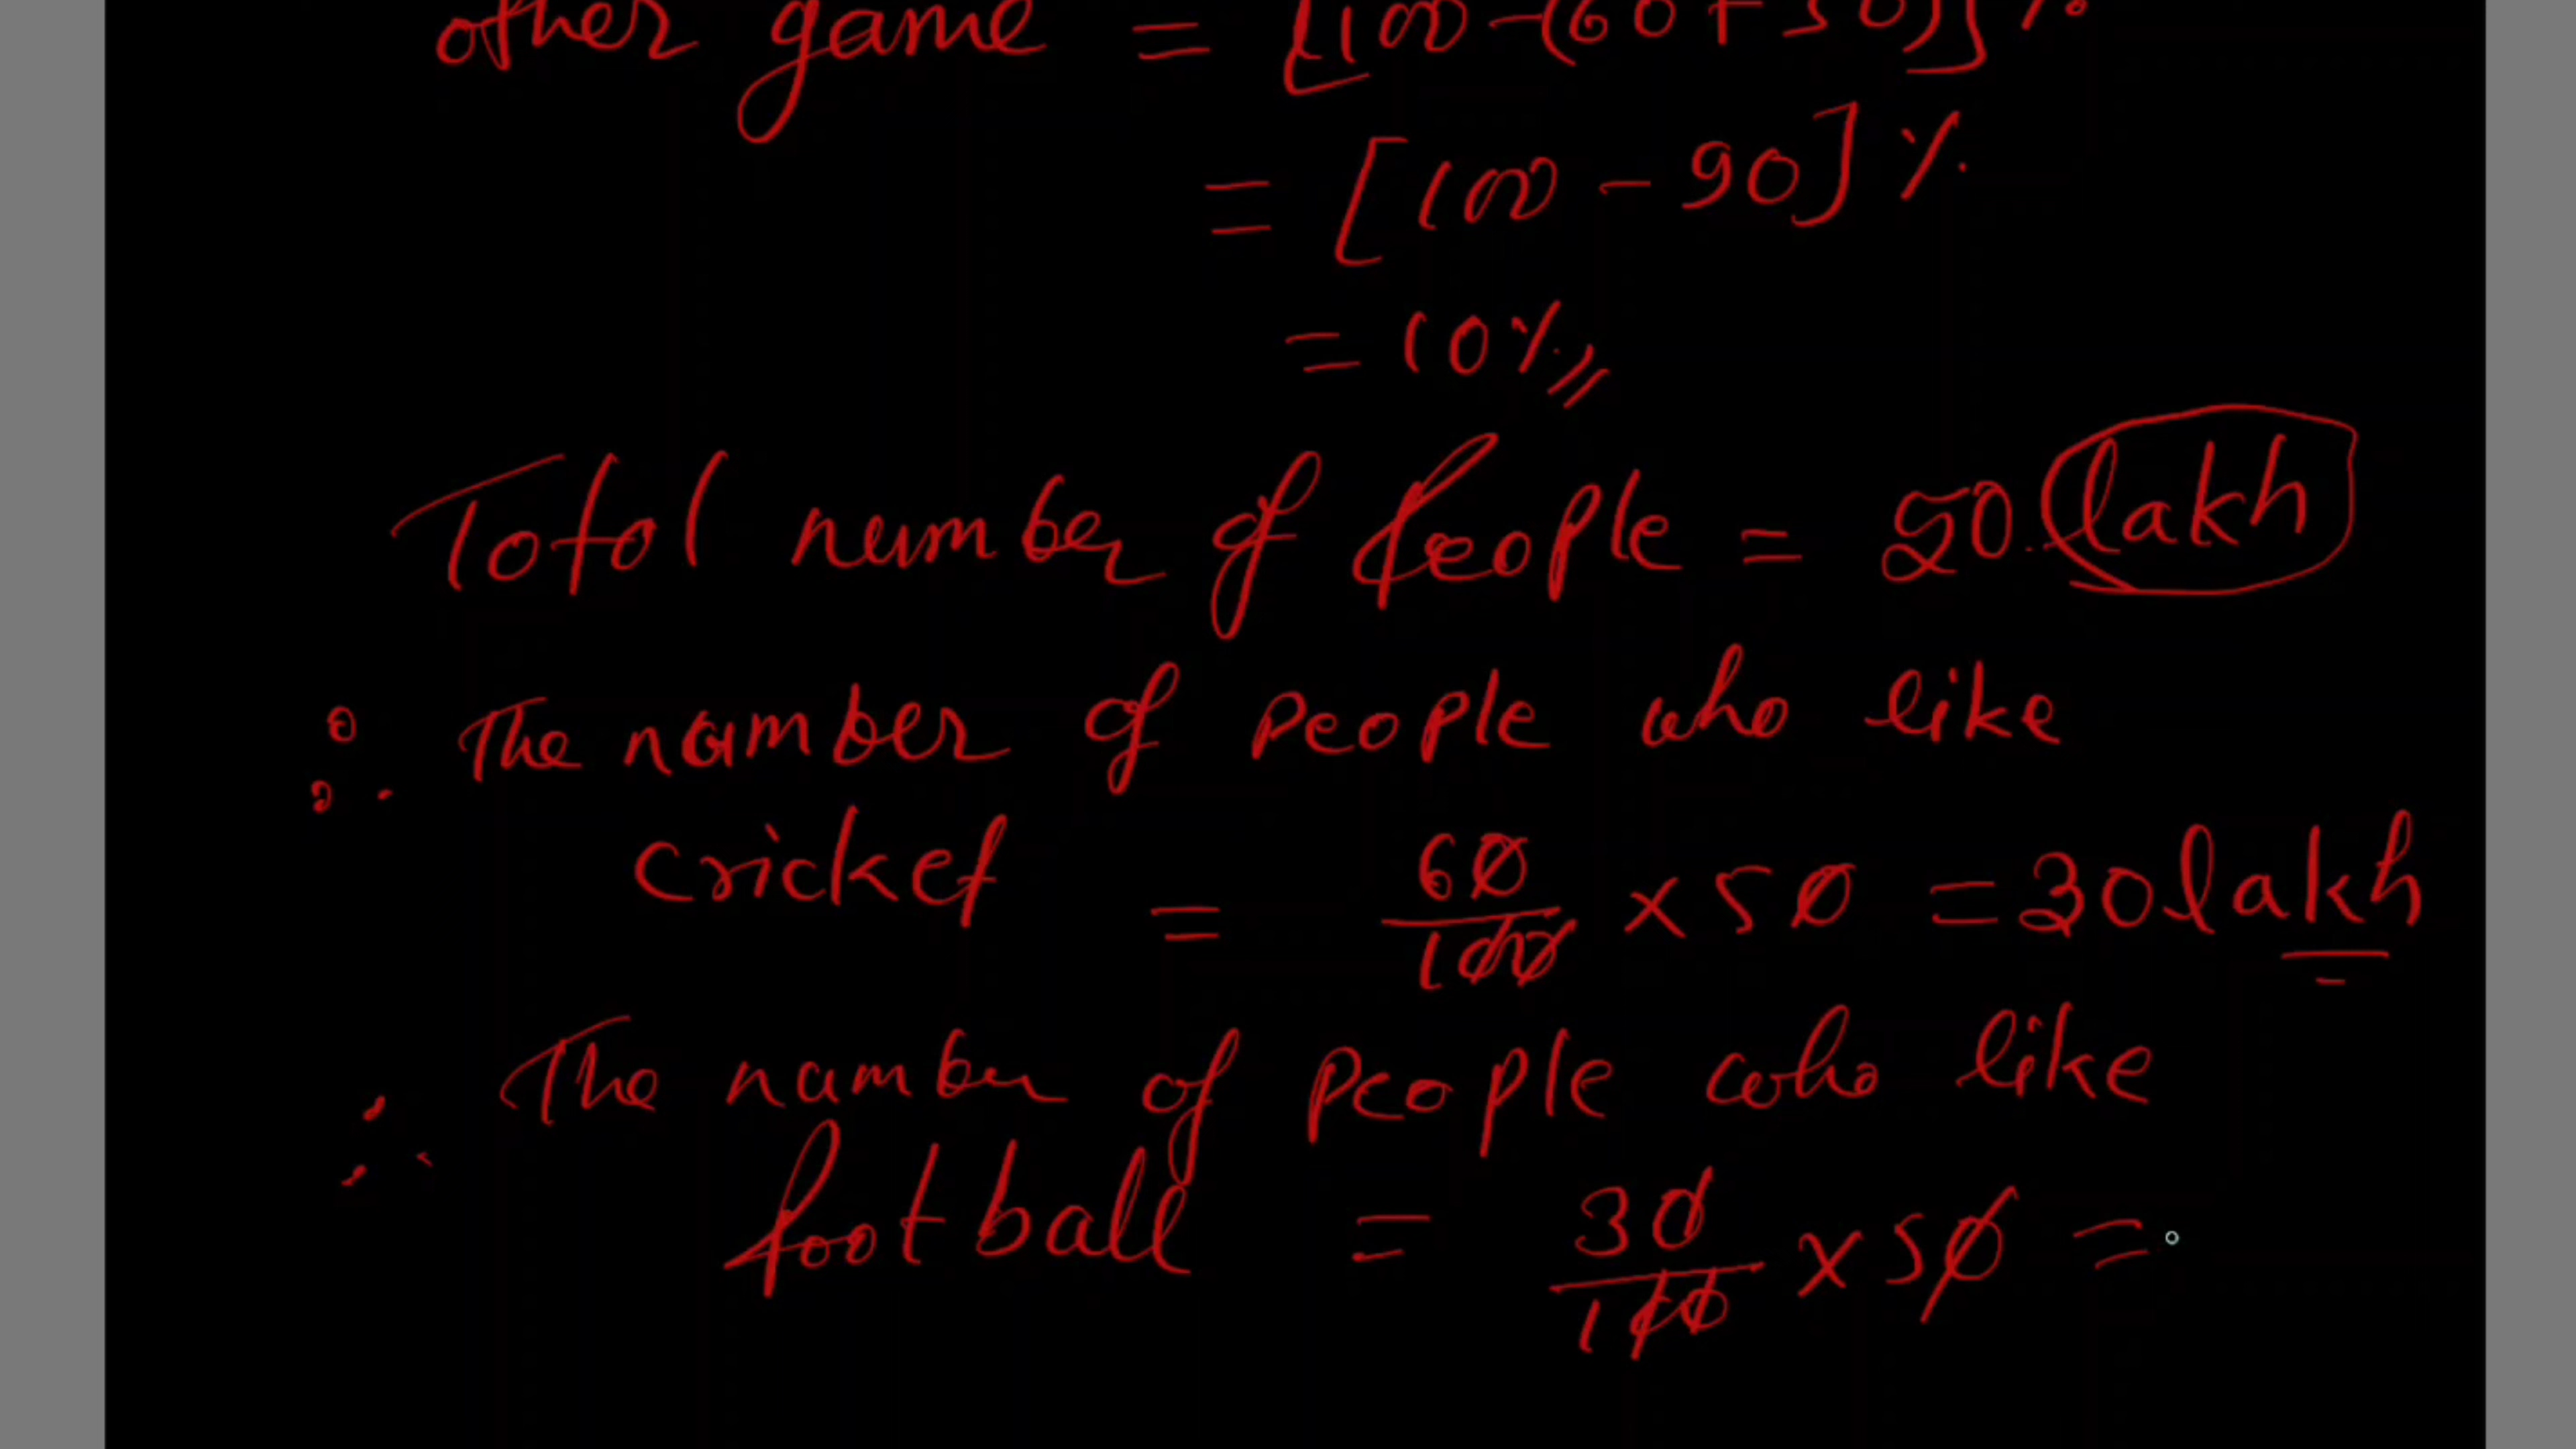 other game = [100-(60+30)]%
= [100-90]%
= 10%
Total number of people = 50 lakh
∴ The number of people who like
cricket = 60/100 × 50 = 30 lakh
∴ The number of people who like
football = 30/100 × 50 =